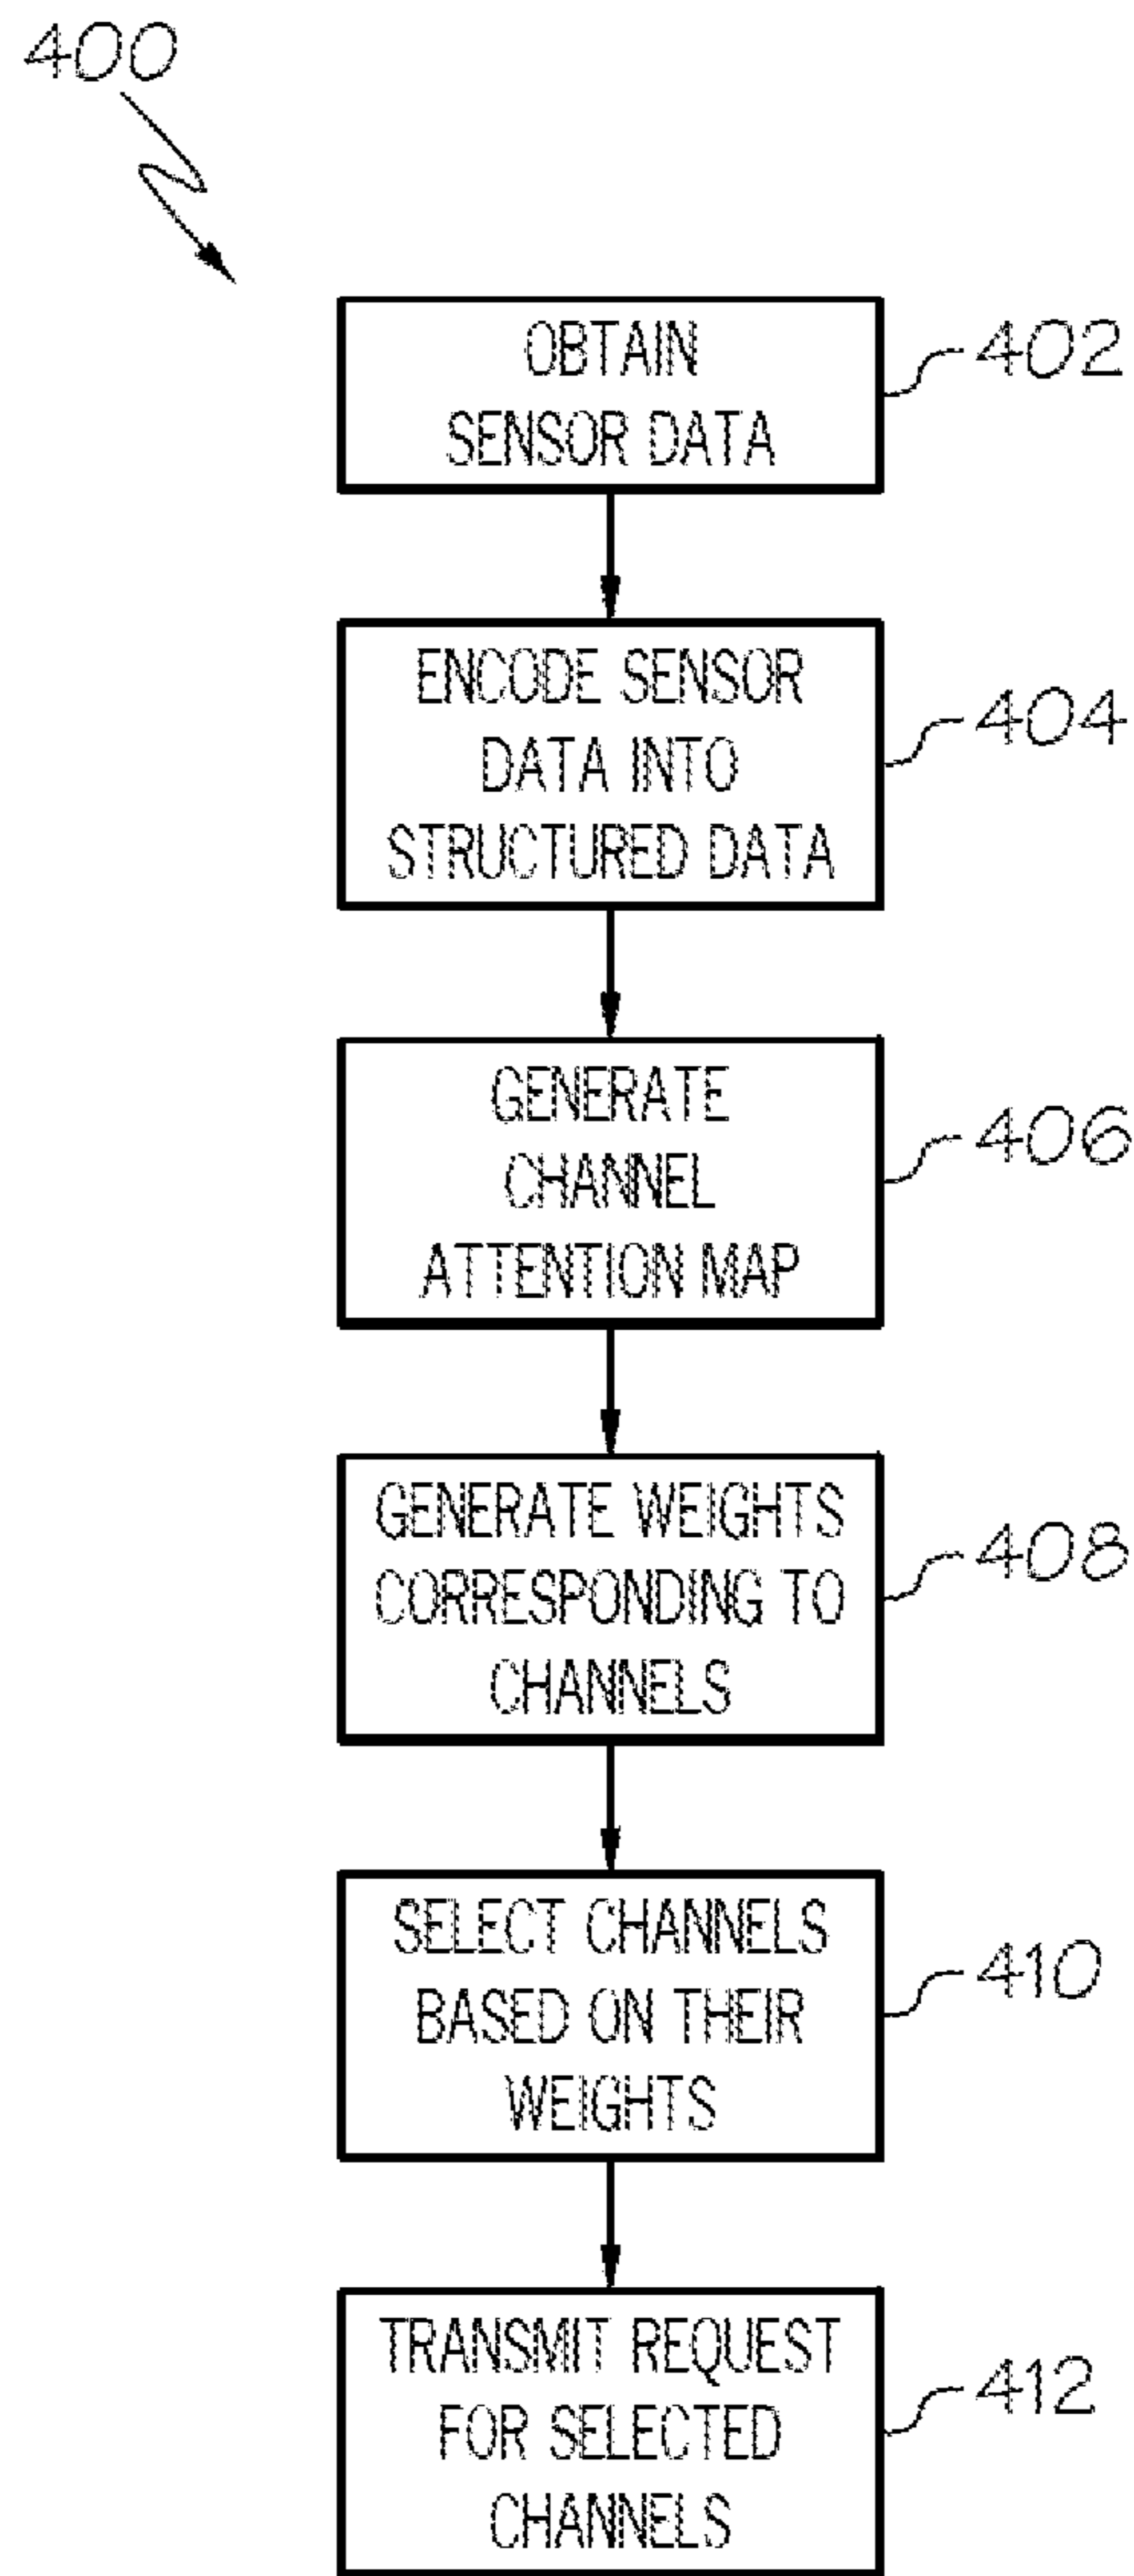 400
OBTAIN
SENSOR DATA
402
ENCODE SENSOR
DATA INTO
STRUCTURED DATA
404
GENERATE
CHANNEL
ATTENTION MAP
406
GENERATE WEIGHTS
CORRESPONDING TO
CHANNELS
408
SELECT CHANNELS
BASED ON THEIR
WEIGHTS
410
TRANSMIT REQUEST
FOR SELECTED
CHANNELS
412